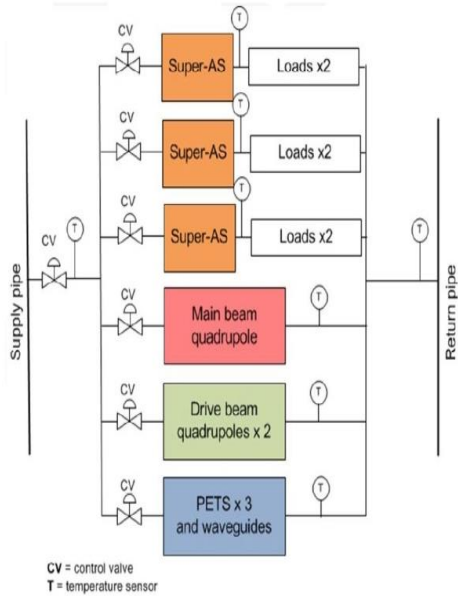 CV
T
Super-AS
Loads x2
CV
T
Super-AS
Loads x2
CV
T
Super-AS
Loads x2
CV
T
T
Supply pipe
Return pipe
CV
Main beam
quadrupole
T
CV
Drive beam
quadrupoles x 2
T
CV
PETS x 3
and waveguides
T
CV = control valve
T = temperature sensor